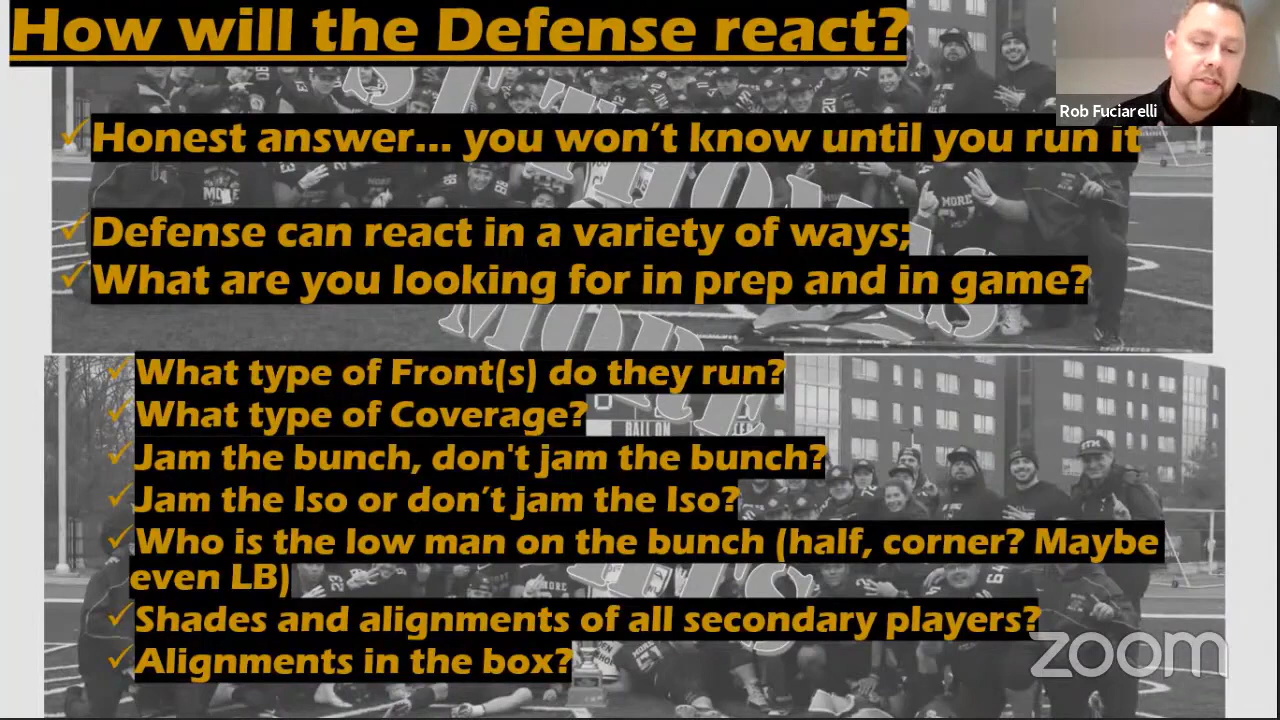 How will the Defense react?
Rob Fuciarelli
Honest answer... you won’t know until you run it
Defense can react in a variety of ways;
What are you looking for in prep and in game?
What type of Front(s) do they run?
What type of Coverage?
BALL ON
Jam the bunch, don't jam the bunch?
Jam the Iso or don’t jam the Iso?
Who is the low man on the bunch (half, corner? Maybe
even LB)
Shades and alignments of all secondary players?
Alignments in the box?
zoom